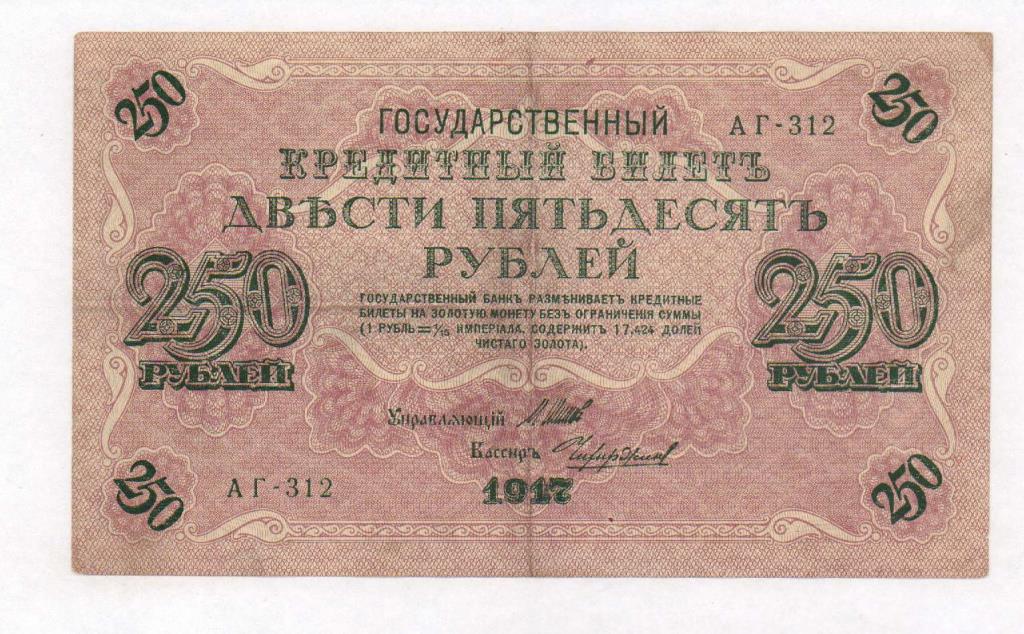 250 250
ГОСУДАРСТВЕННЫЙ АГ-312
КРЕДИТНЫЙ БИЛЕТЪ
ДВѢСТИ ПЯТЬДЕСЯТЪ
РУБЛЕЙ
250 250
РУБЛЕЙ РУБЛЕЙ
ГОСУДАРСТВЕННЫЙ БАНКЪ РАЗМѢНИВАЕТЪ КРЕДИТНЫЕ
БИЛЕТЫ НА ЗОЛОТУЮ МОНЕТУ БЕЗЪ ОГРАНИЧЕНІЯ СУММЫ
(1 РУБЛЬ = 1/15 ИМПЕРІАЛА, СОДЕРЖИТЪ 17,424 ДОЛЕЙ
ЧИСТАГО ЗОЛОТА).
Управляющій
Кассиръ
АГ-312 1917
250 250